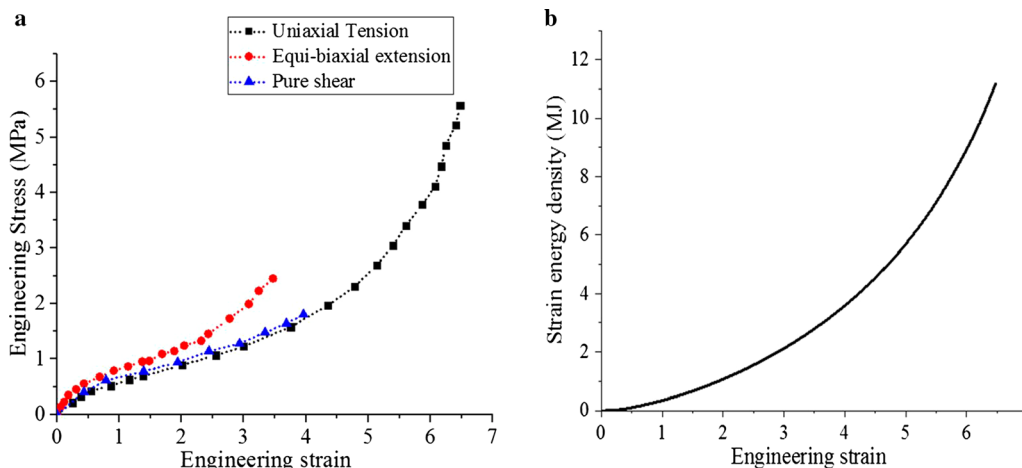 a
Uniaxial Tension
Equi-biaxial extension
Pure shear
Engineering Stress (MPa)
6
5
4
3
2
1
0
0 1 2 3 4 5 6 7
Engineering strain
b
Strain energy density (MJ)
12
10
8
6
4
2
0
0 1 2 3 4 5 6 7
Engineering strain